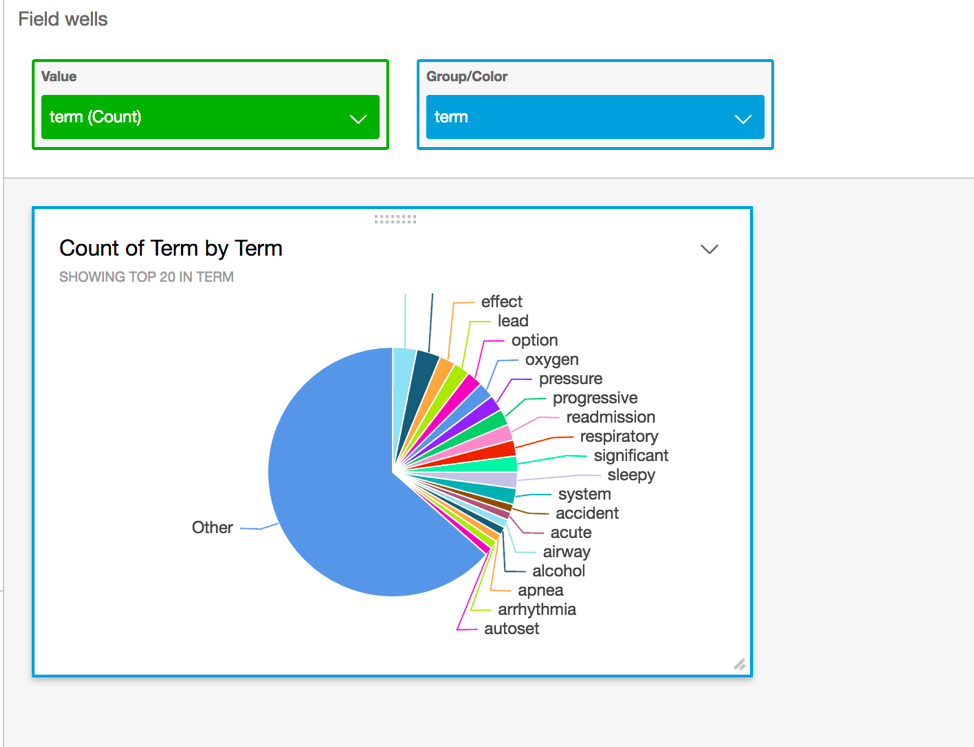 Field wells
Value
term (Count)
Group/Color
term
Count of Term by Term
SHOWING TOP 20 IN TERM
effect
lead
option
oxygen
pressure
progressive
readmission
respiratory
significant
sleepy
system
accident
acute
airway
alcohol
apnea
arrhythmia
autoset
Other